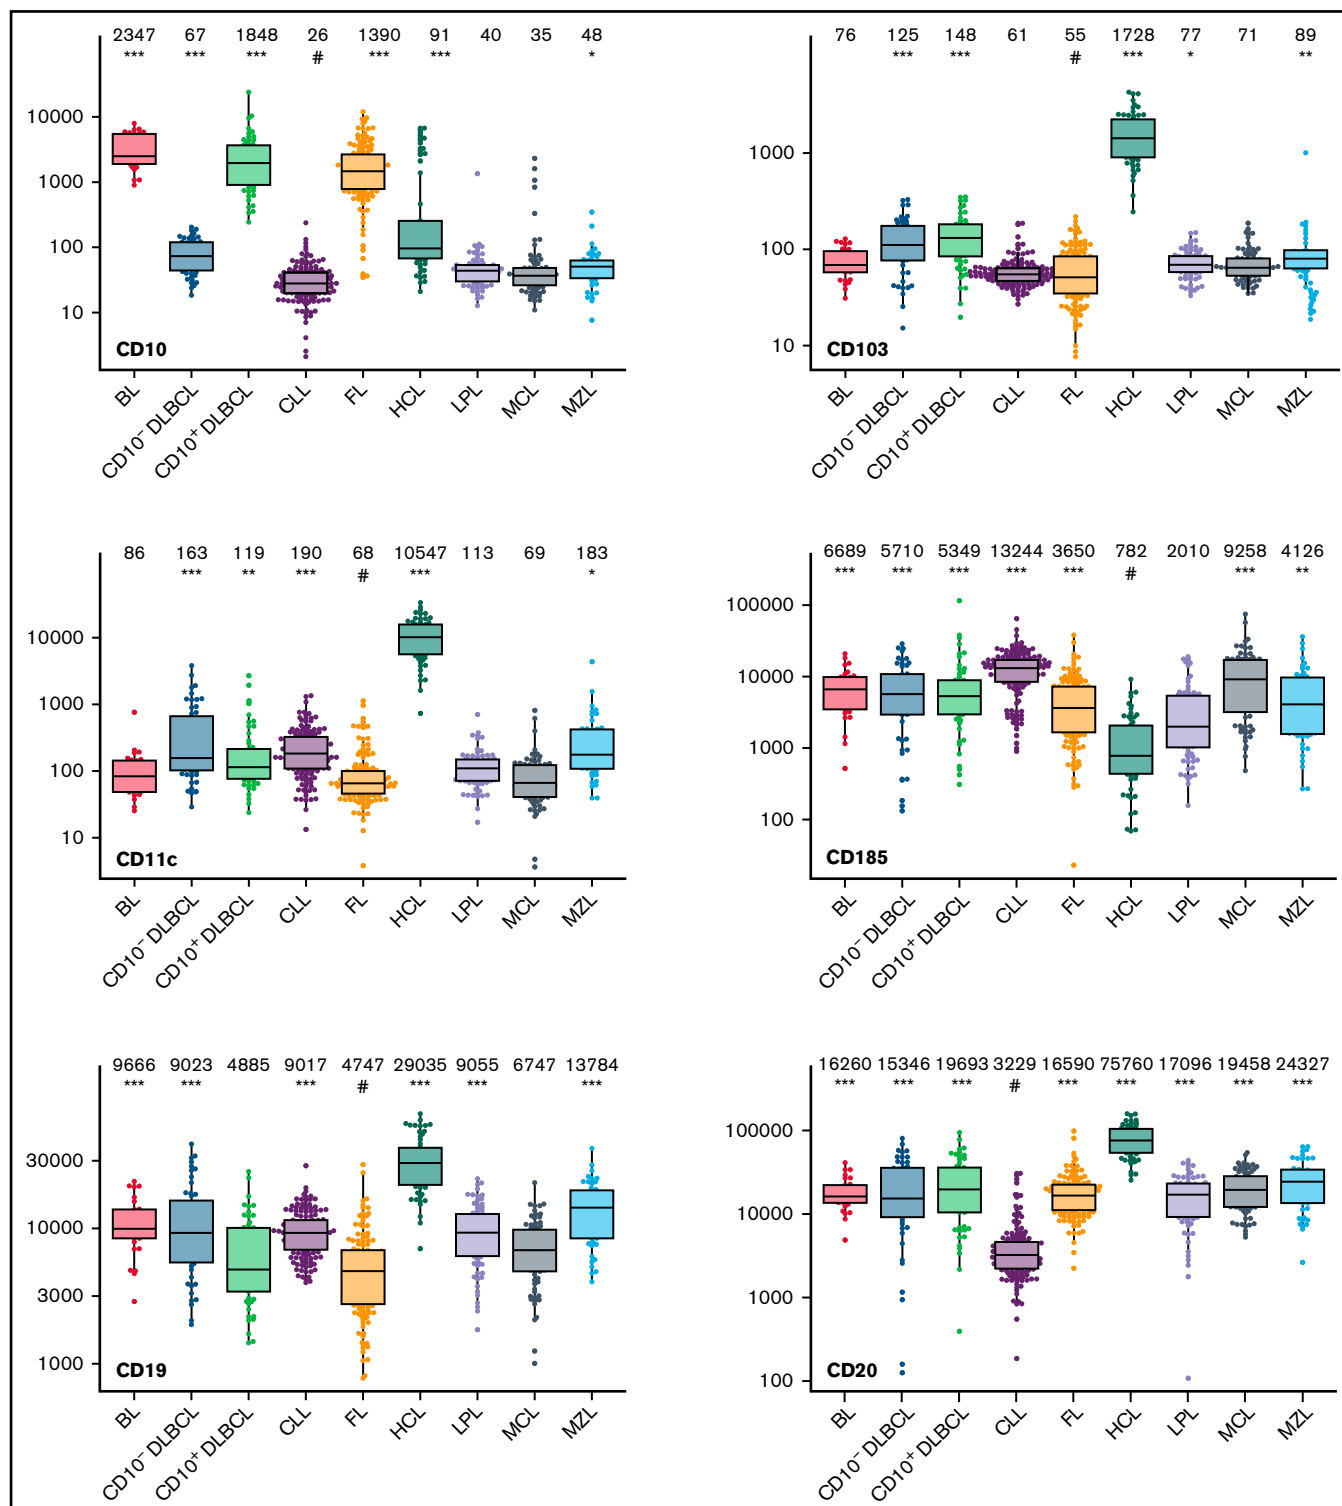 2347 67 1848 26 1390 91 40 35 48
*** *** *** # *** *** *
10000
1000
100
10
CD10
BL CD10⁻ DLBCL CD10⁺ DLBCL CLL FL HCL LPL MCL MZL
76 125 148 61 55 1728 77 71 89
*** *** # *** * **
1000
100
10
CD103
BL CD10⁻ DLBCL CD10⁺ DLBCL CLL FL HCL LPL MCL MZL
86 163 119 190 68 10547 113 69 183
*** ** *** # *** *
10000
1000
100
10
CD11c
BL CD10⁻ DLBCL CD10⁺ DLBCL CLL FL HCL LPL MCL MZL
6689 5710 5349 13244 3650 782 2010 9258 4126
*** *** *** *** *** # *** **
100000
10000
1000
100
CD185
BL CD10⁻ DLBCL CD10⁺ DLBCL CLL FL HCL LPL MCL MZL
9666 9023 4885 9017 4747 29035 9055 6747 13784
*** *** *** # *** *** ***
30000
10000
3000
1000
CD19
BL CD10⁻ DLBCL CD10⁺ DLBCL CLL FL HCL LPL MCL MZL
16260 15346 19693 3229 16590 75760 17096 19458 24327
*** *** *** # *** *** *** *** ***
100000
10000
1000
100
CD20
BL CD10⁻ DLBCL CD10⁺ DLBCL CLL FL HCL LPL MCL MZL